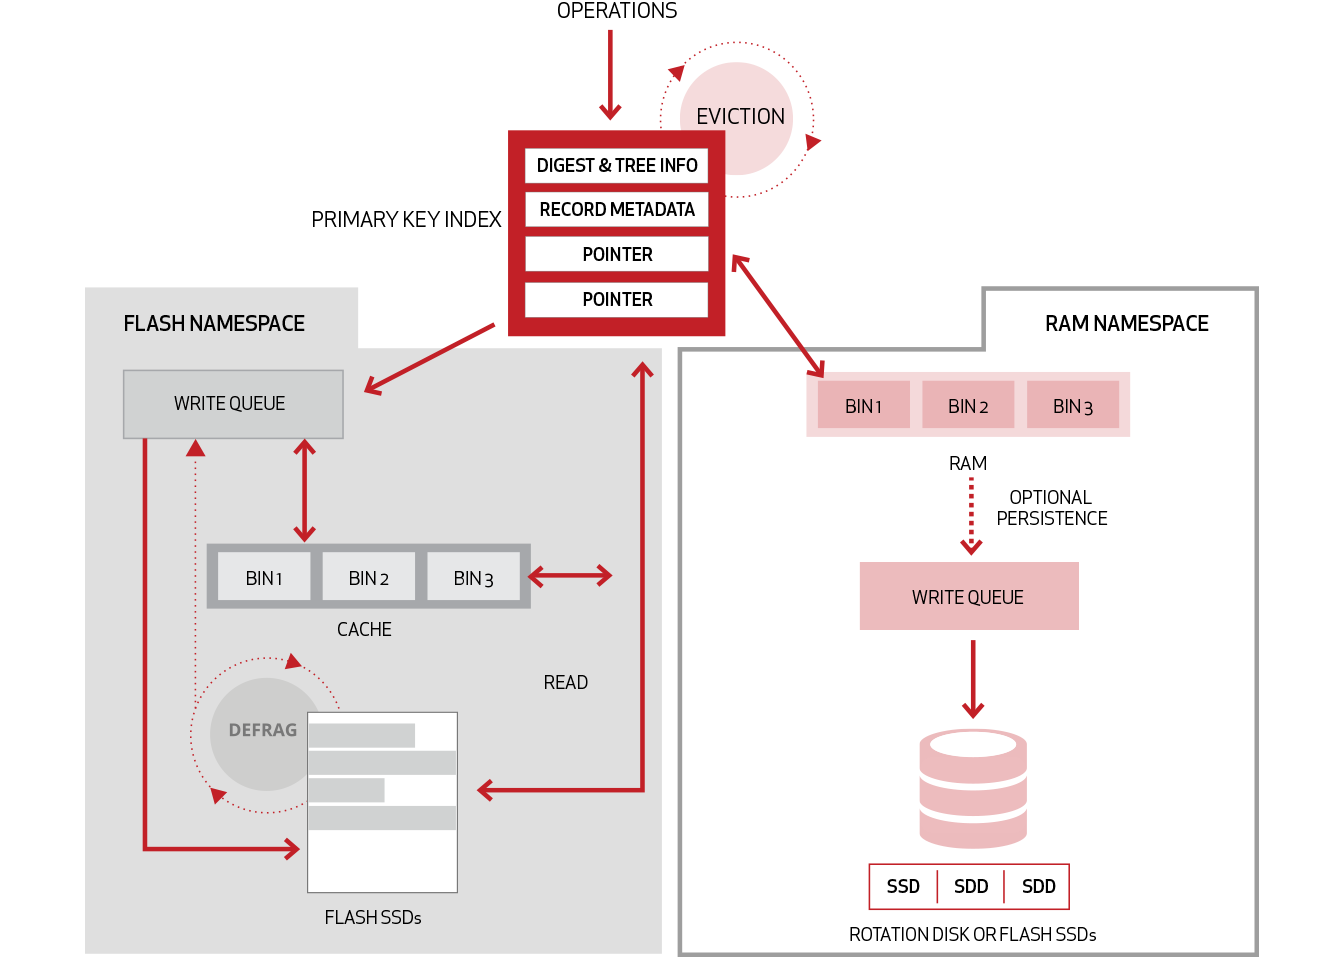 OPERATIONS
EVICTION
DIGEST & TREE INFO
RECORD METADATA
PRIMARY KEY INDEX
POINTER
POINTER
FLASH NAMESPACE
RAM NAMESPACE
WRITE QUEUE
BIN 1
BIN 2
BIN 3
RAM
OPTIONAL
PERSISTENCE
BIN 1
BIN 2
BIN 3
CACHE
WRITE QUEUE
READ
DEFRAG
FLASH SSDs
SSD
SDD
SDD
ROTATION DISK OR FLASH SSDs